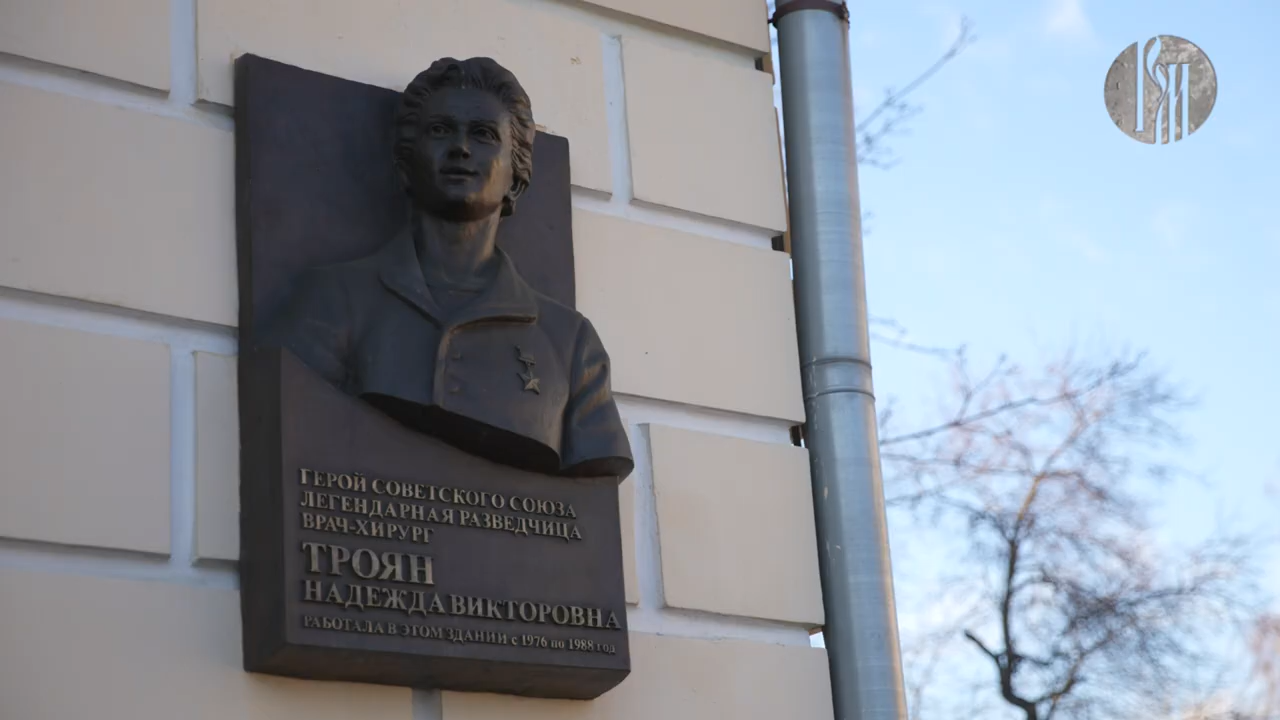 ГЕРОЙ СОВЕТСКОГО СОЮЗА
ЛЕГЕНДАРНАЯ РАЗВЕДЧИЦА
ВРАЧ-ХИРУРГ
ТРОЯН
НАДЕЖДА ВИКТОРОВНА
РАБОТАЛА В ЭТОМ ЗДАНИИ с 1976 по 1988 год